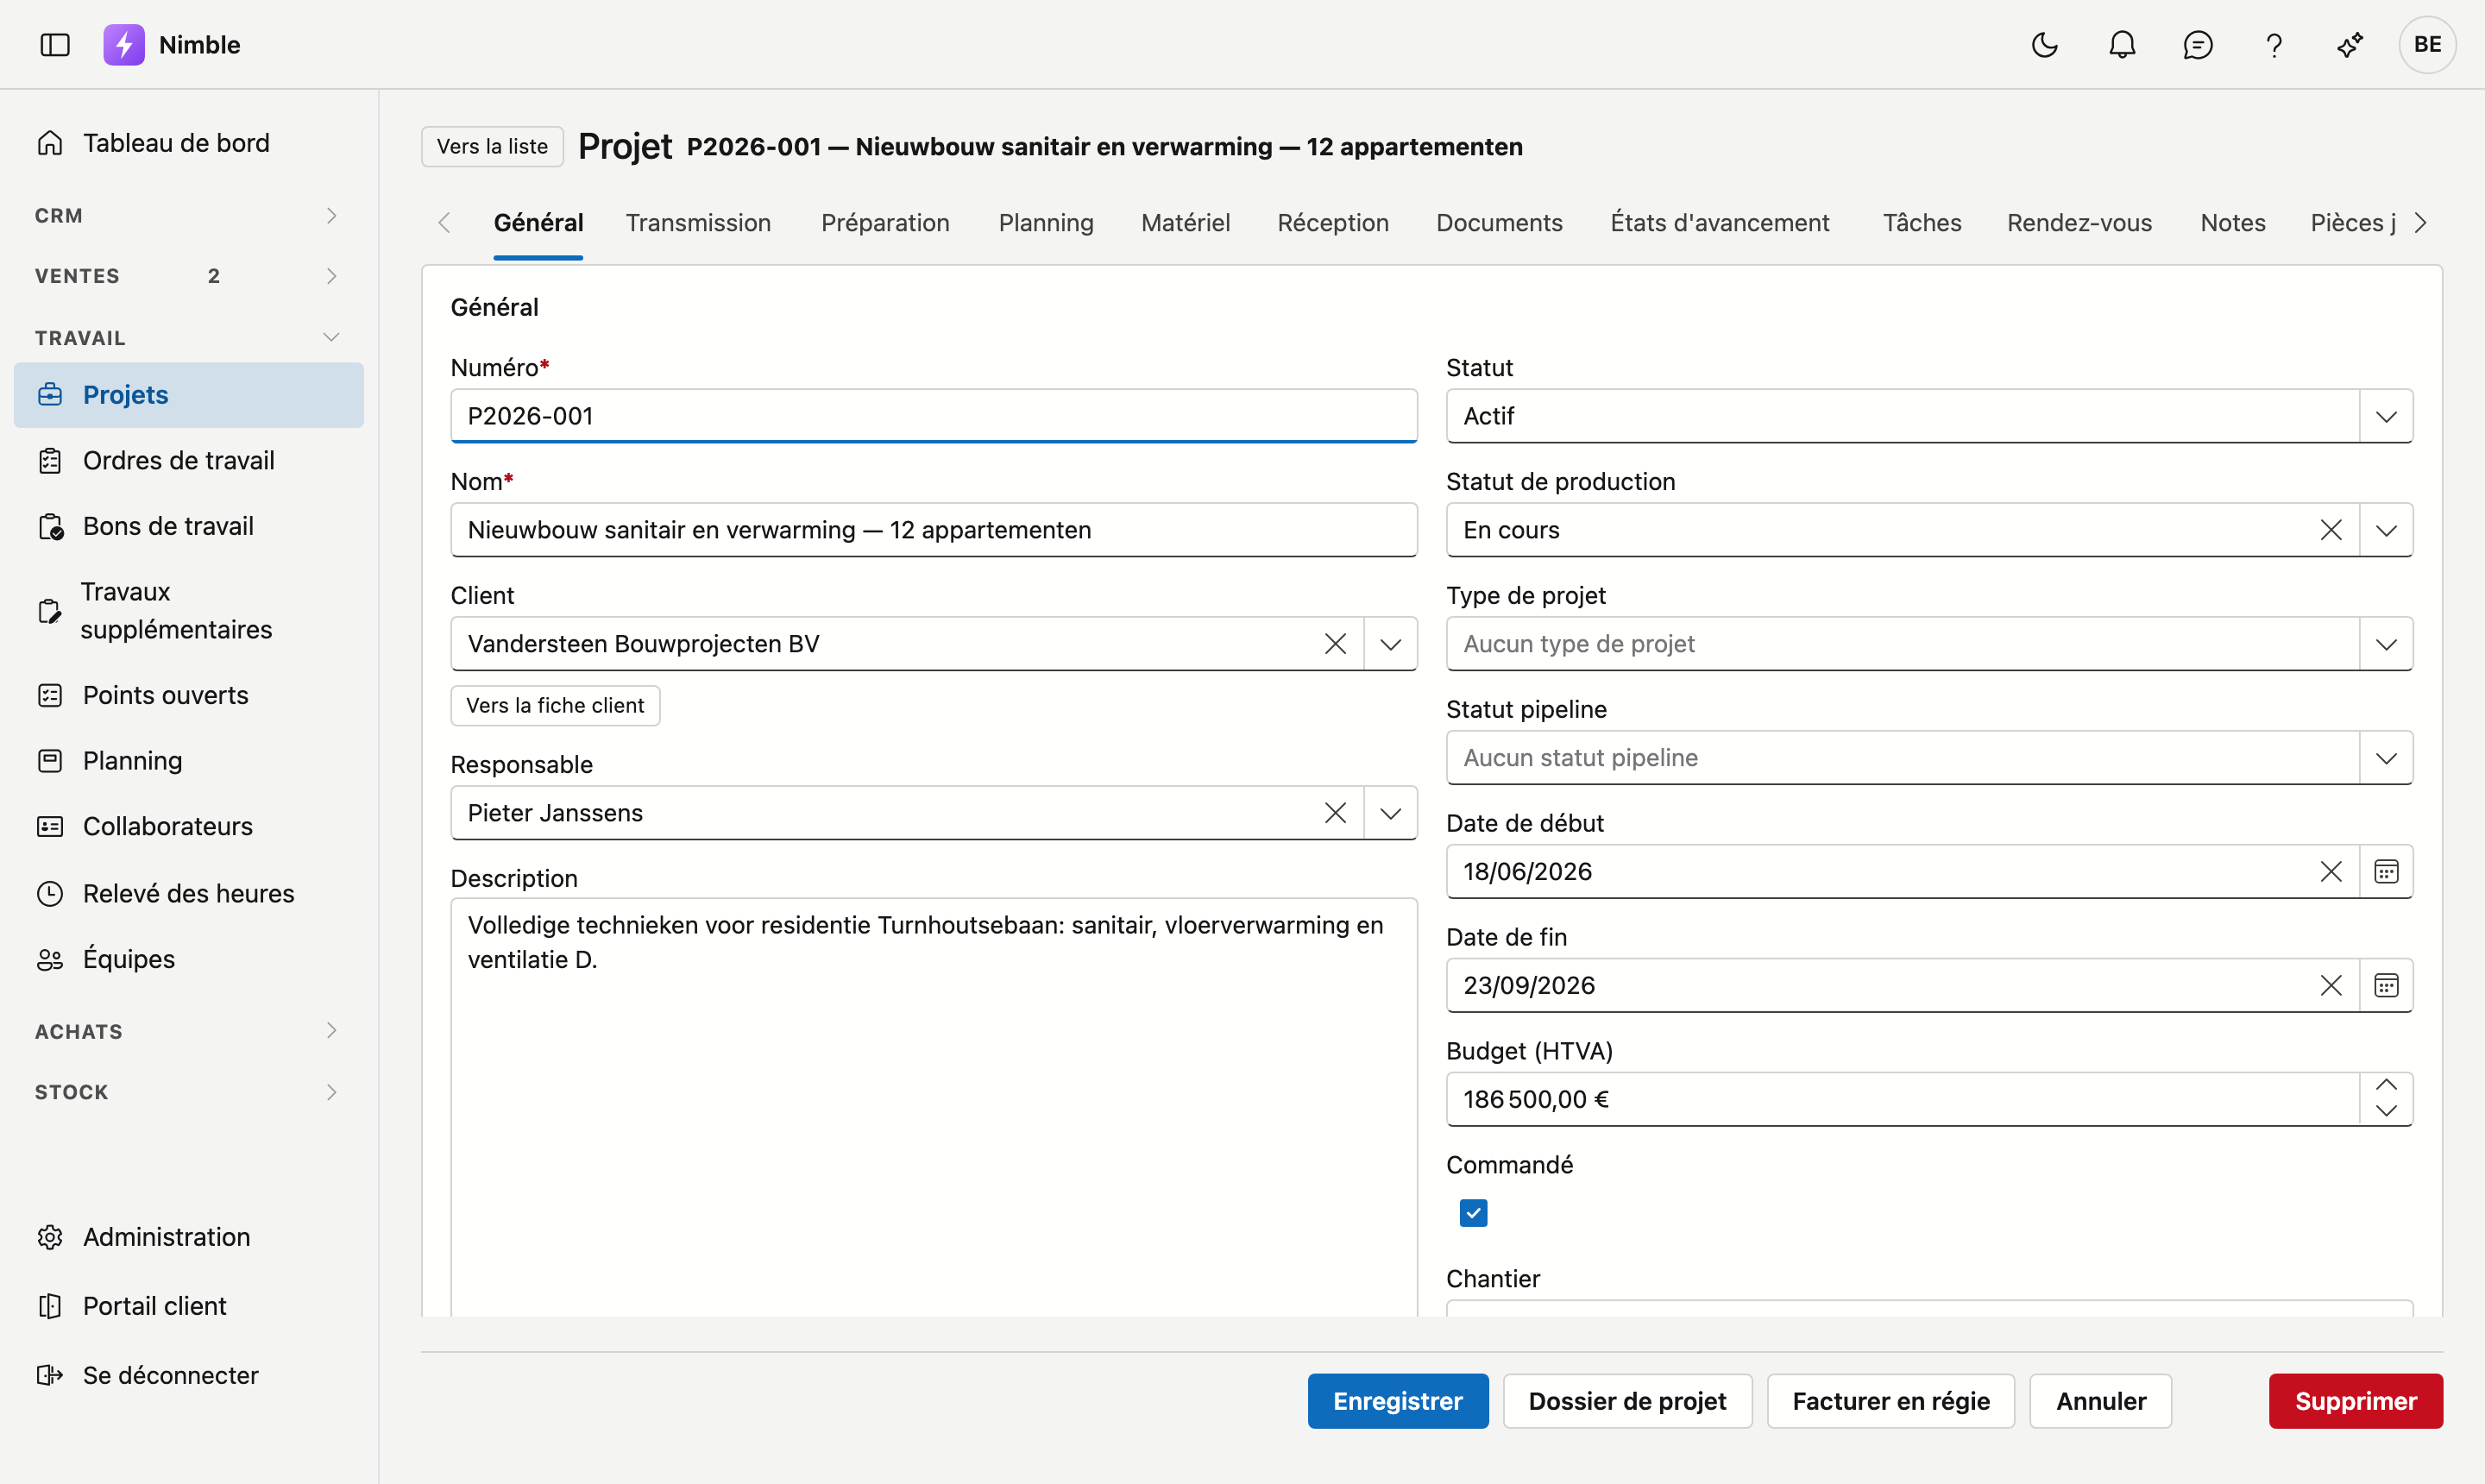 Nimble
BE
Tableau de bord
CRM
VENTES 2
TRAVAIL
Projets
Ordres de travail
Bons de travail
Travaux
supplémentaires
Points ouverts
Planning
Collaborateurs
Relevé des heures
Équipes
ACHATS
STOCK
Administration
Portail client
Se déconnecter
Vers la liste Projet P2026-001 — Nieuwbouw sanitair en verwarming — 12 appartementen
Général Transmission Préparation Planning Matériel Réception Documents États d'avancement Tâches Rendez-vous Notes Pièces j
Général
Numéro*
P2026-001
Nom*
Nieuwbouw sanitair en verwarming — 12 appartementen
Client
Vandersteen Bouwprojecten BV
Vers la fiche client
Responsable
Pieter Janssens
Description
Volledige technieken voor residentie Turnhoutsebaan: sanitair, vloerverwarming en
ventilatie D.
Statut
Actif
Statut de production
En cours
Type de projet
Aucun type de projet
Statut pipeline
Aucun statut pipeline
Date de début
18/06/2026
Date de fin
23/09/2026
Budget (HTVA)
186 500,00 €
Commandé
Chantier
Enregistrer Dossier de projet Facturer en régie Annuler Supprimer